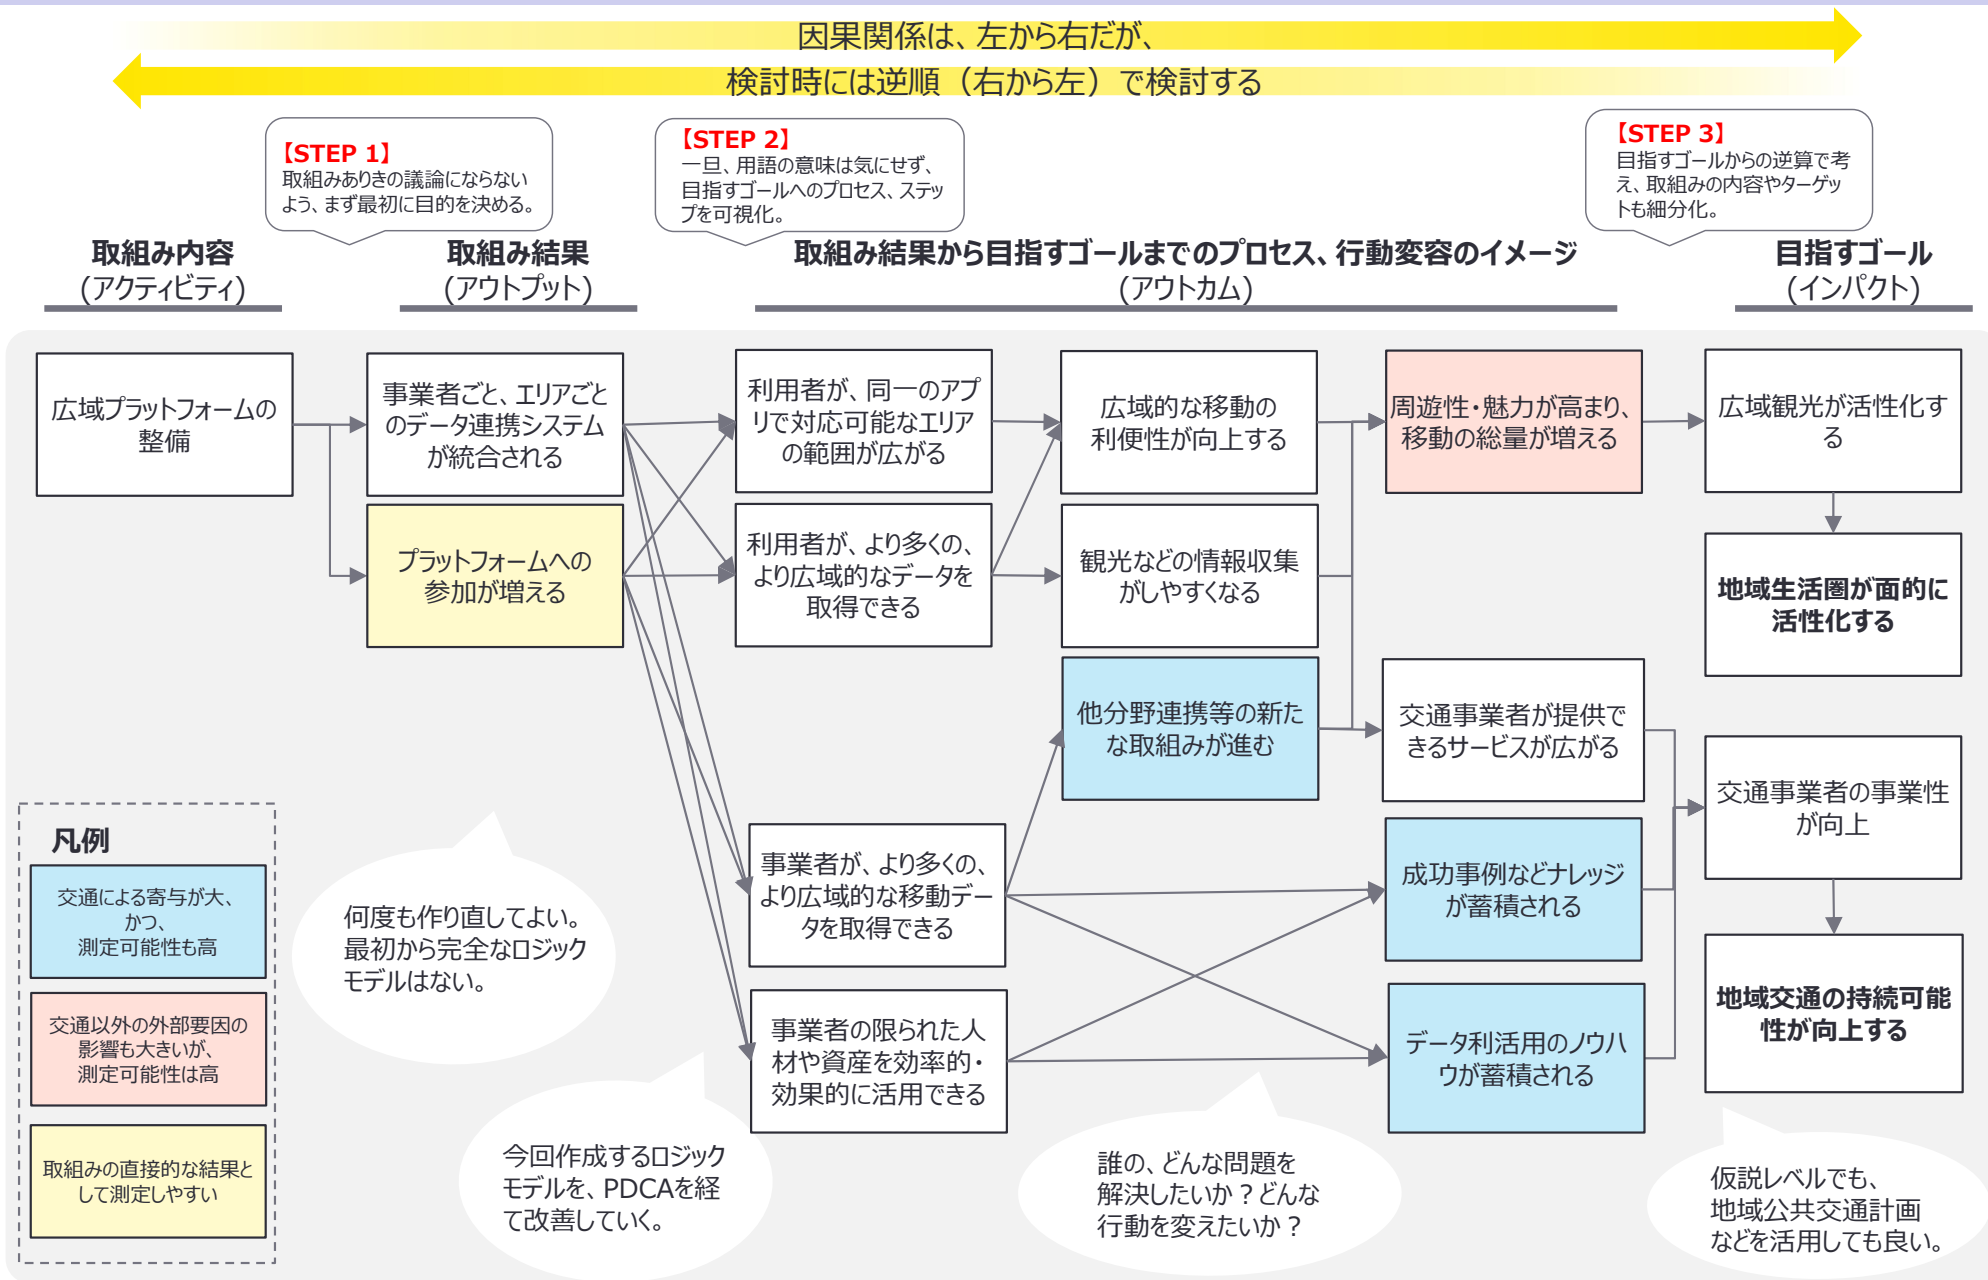 因果関係は、左から右だが、
検討時には逆順（右から左）で検討する
【STEP 1】
取組みありきの議論にならない
よう、まず最初に目的を決める。
【STEP 2】
一旦、用語の意味は気にせず、
目指すゴールへのプロセス、ステッ
プを可視化。
【STEP 3】
目指すゴールからの逆算で考
え、取組みの内容やターゲッ
トも細分化。
取組み内容
（アクティビティ）
取組み結果
（アウトプット）
取組み結果から目指すゴールまでのプロセス、行動変容のイメージ
（アウトカム）
目指すゴール
（インパクト）
広域プラットフォームの
整備
事業者ごと、エリアごと
のデータ連携システム
が統合される
プラットフォームへの
参加が増える
利用者が、同一のアプ
リで対応可能なエリア
の範囲が広がる
利用者が、より多くの、
より広域的なデータを
取得できる
事業者が、より多くの、
より広域的な移動デー
タを取得できる
事業者の限られた人
材や資産を効率的・
効果的に活用できる
広域的な移動の
利便性が向上する
観光などの情報収集
がしやすくなる
他分野連携等の新た
な取組みが進む
周遊性・魅力が高まり、
移動の総量が増える
交通事業者が提供で
きるサービスが広がる
成功事例などナレッジ
が蓄積される
データ利活用のノウハ
ウが蓄積される
広域観光が活性化す
る
地域生活圏が面的に
活性化する
交通事業者の事業性
が向上
地域交通の持続可能
性が向上する
凡例
交通による寄与が大、
かつ、
測定可能性も高
交通以外の外部要因の
影響も大きいが、
測定可能性は高
取組みの直接的な結果と
して測定しやすい
何度も作り直してよい。
最初から完全なロジック
モデルはない。
今回作成するロジック
モデルを、PDCAを経
て改善していく。
誰の、どんな問題を
解決したいか？どんな
行動を変えたいか？
仮説レベルでも、
地域公共交通計画
などを活用しても良い。